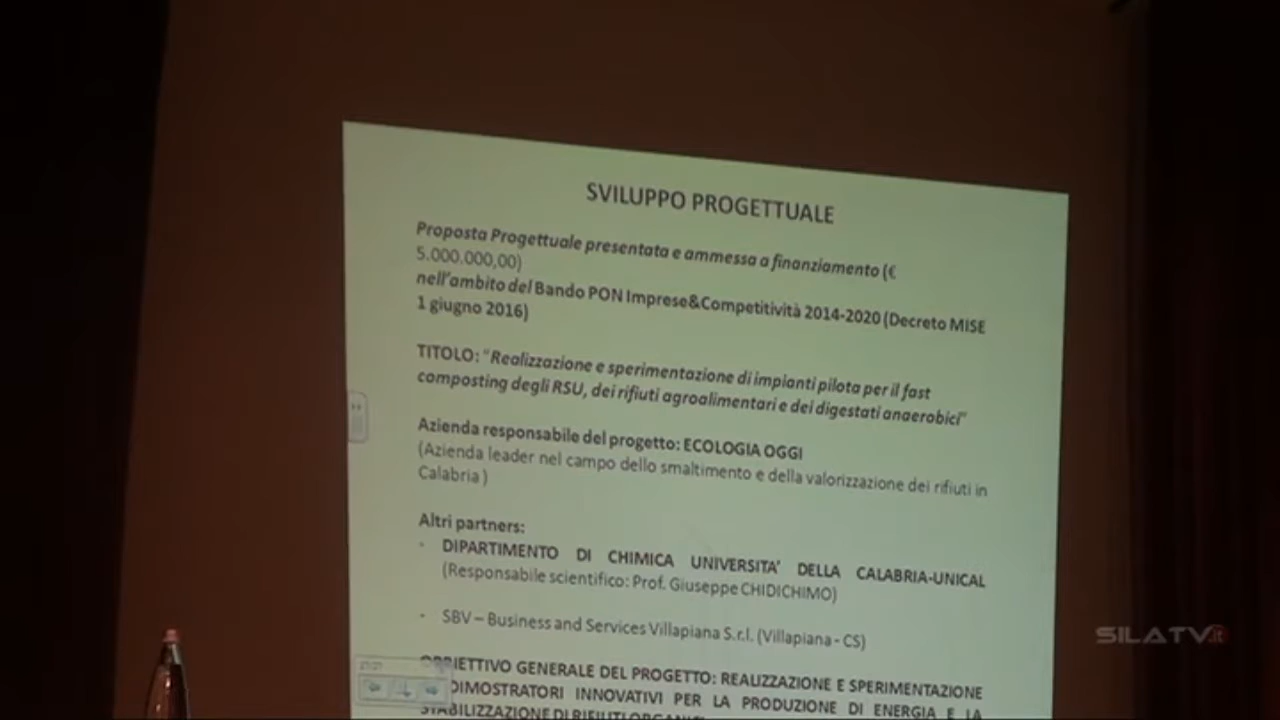 SVILUPPO PROGETTUALE
Proposta Progettuale presentata e ammessa a finanziamento (€
5.000.000,00)
nell'ambito del Bando PON Imprese&Competitività 2014-2020 (Decreto MISE
1 giugno 2016)
TITOLO: "Realizzazione e sperimentazione di impianti pilota per il fast
composting degli RSU, dei rifiuti agroalimentari e dei digestati anaerobici"
Azienda responsabile del progetto: ECOLOGIA OGGI
(Azienda leader nel campo dello smaltimento e della valorizzazione dei rifiuti in
Calabria )
Altri partners:
- DIPARTIMENTO DI CHIMICA UNIVERSITA' DELLA CALABRIA-UNICAL
(Responsabile scientifico: Prof. Giuseppe CHIDICHIMO)
- SBV – Business and Services Villapiana S.r.l. (Villapiana - CS)
GENERALE DEL PROGETTO: REALIZZAZIONE E SPERIMENTAZIONE
DIMOSTRATORI INNOVATIVI PER LA PRODUZIONE DI ENERGIA E LA
STABILIZZAZIONE DI RIFIUTI
SILATV.it